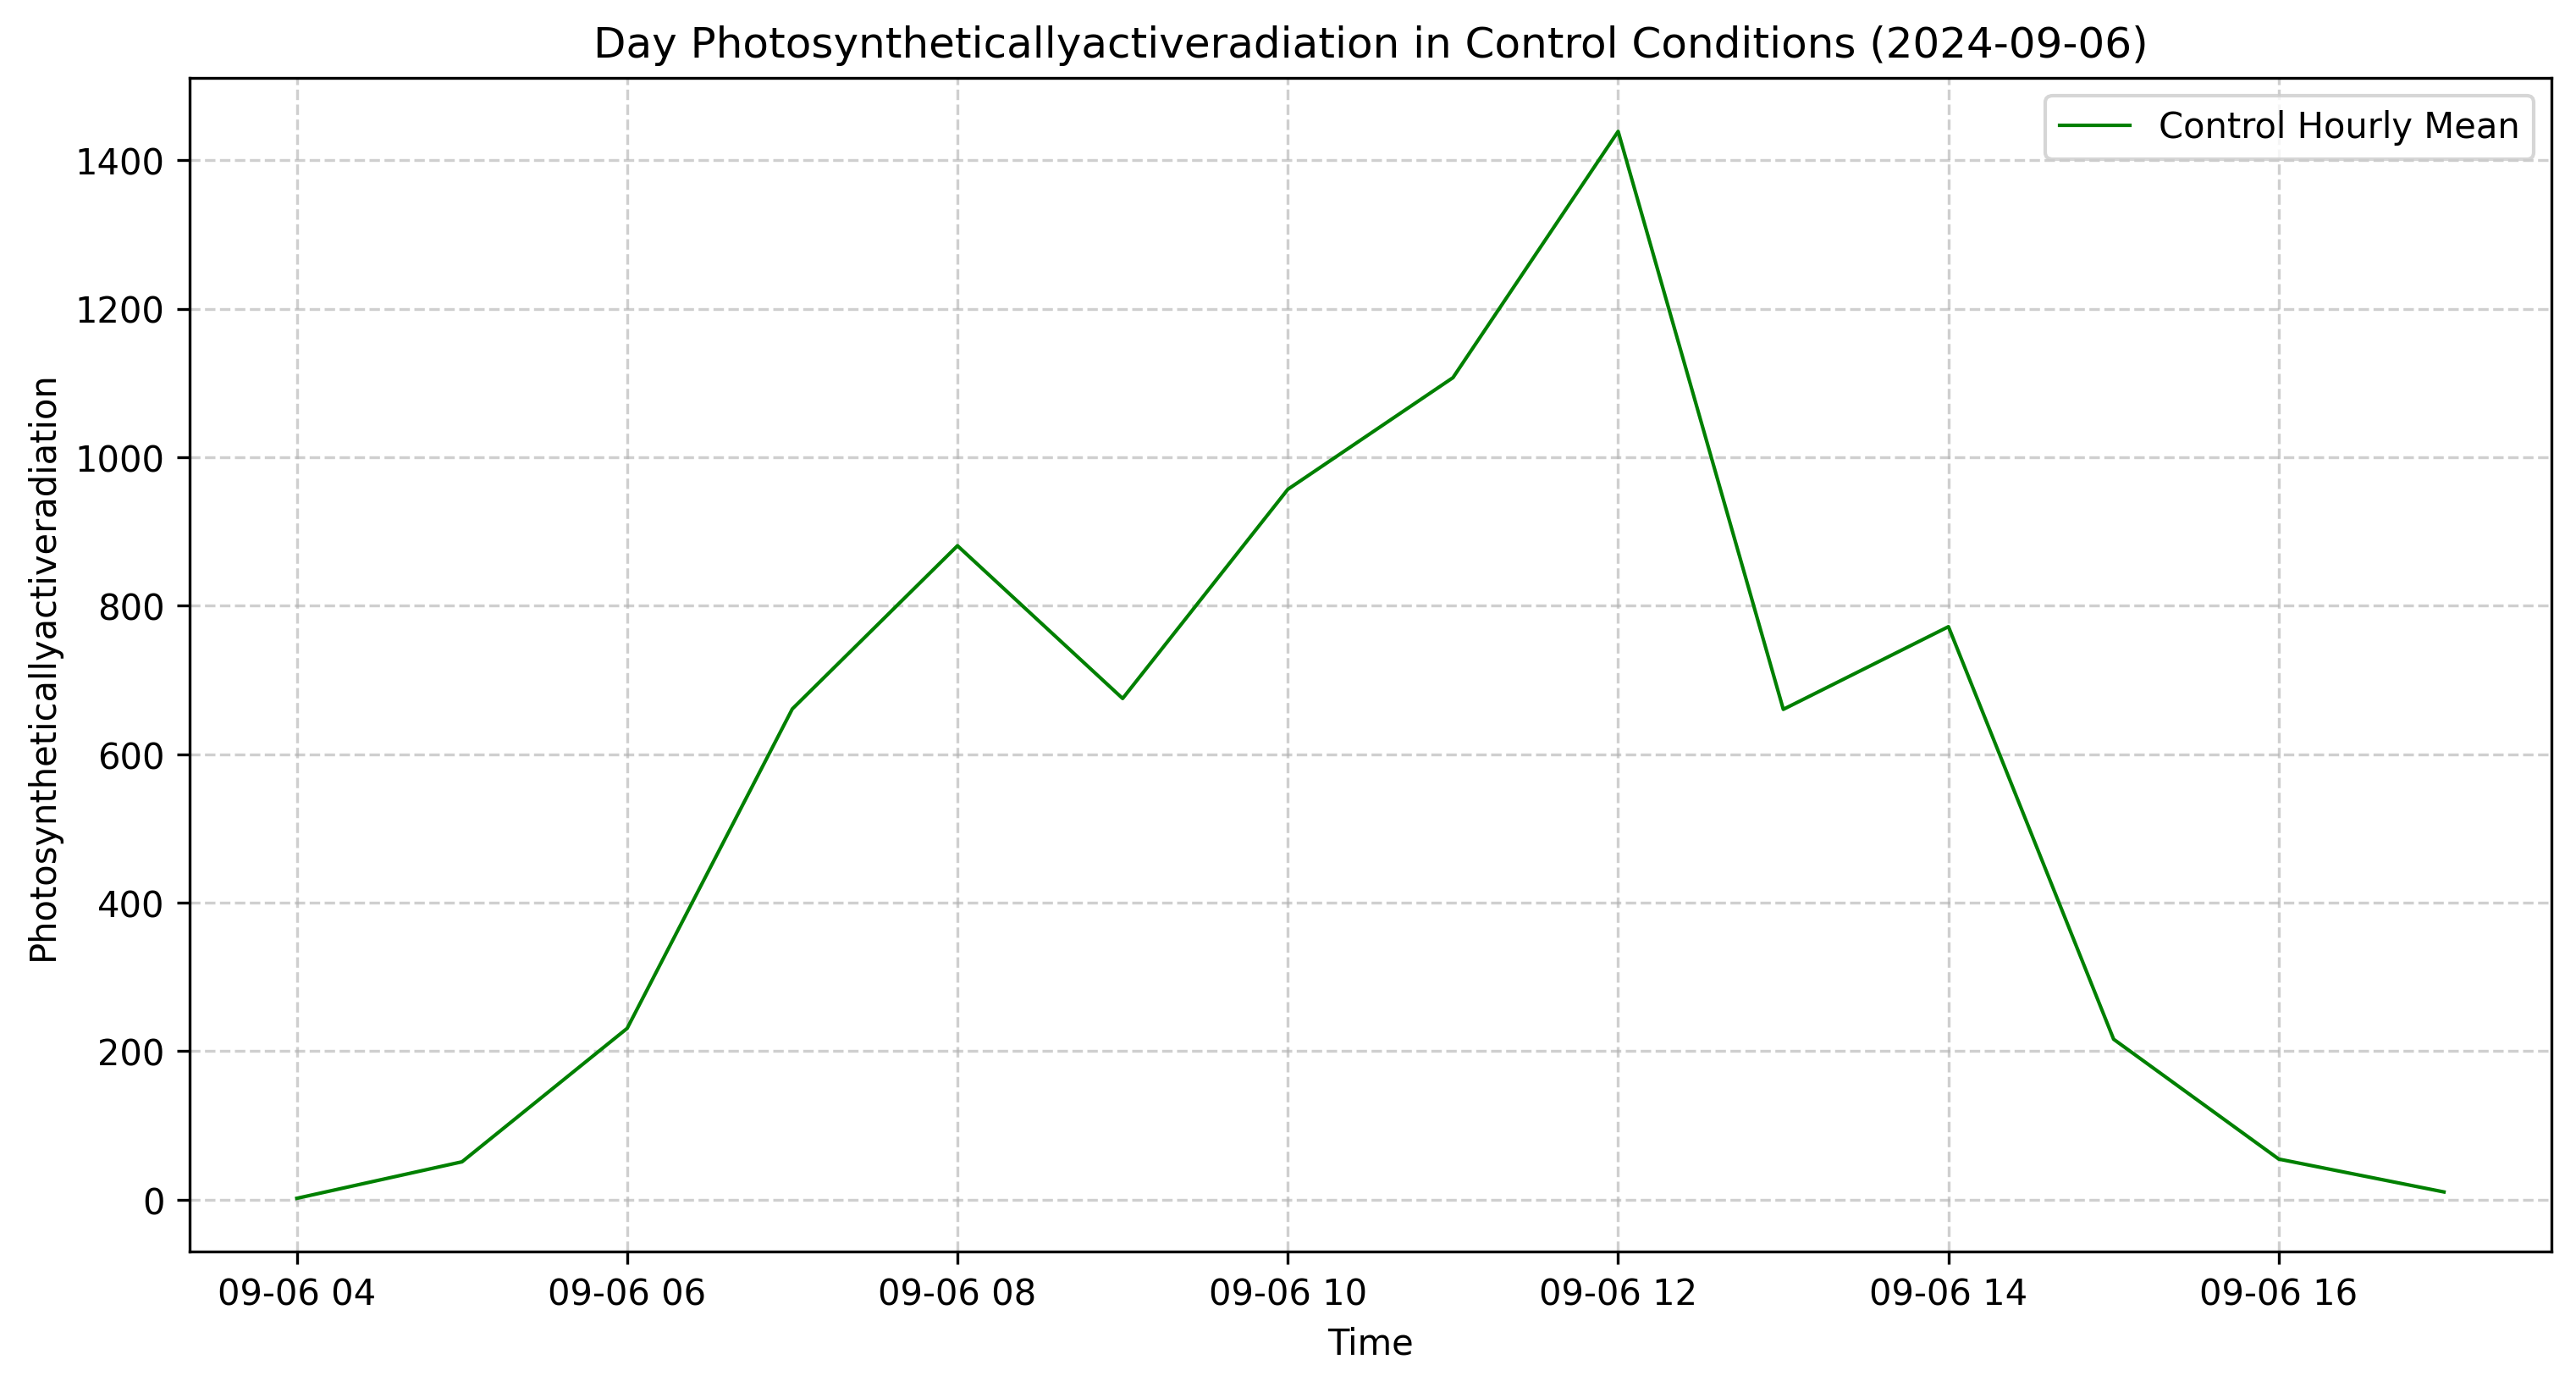 Day Photosyntheticallyactiveradiation in Control Conditions (2024-09-06)
Control Hourly Mean
Photosyntheticallyactiveradiation
1400
1200
1000
800
600
400
200
0
09-06 04 09-06 06 09-06 08 09-06 10 09-06 12 09-06 14 09-06 16
Time